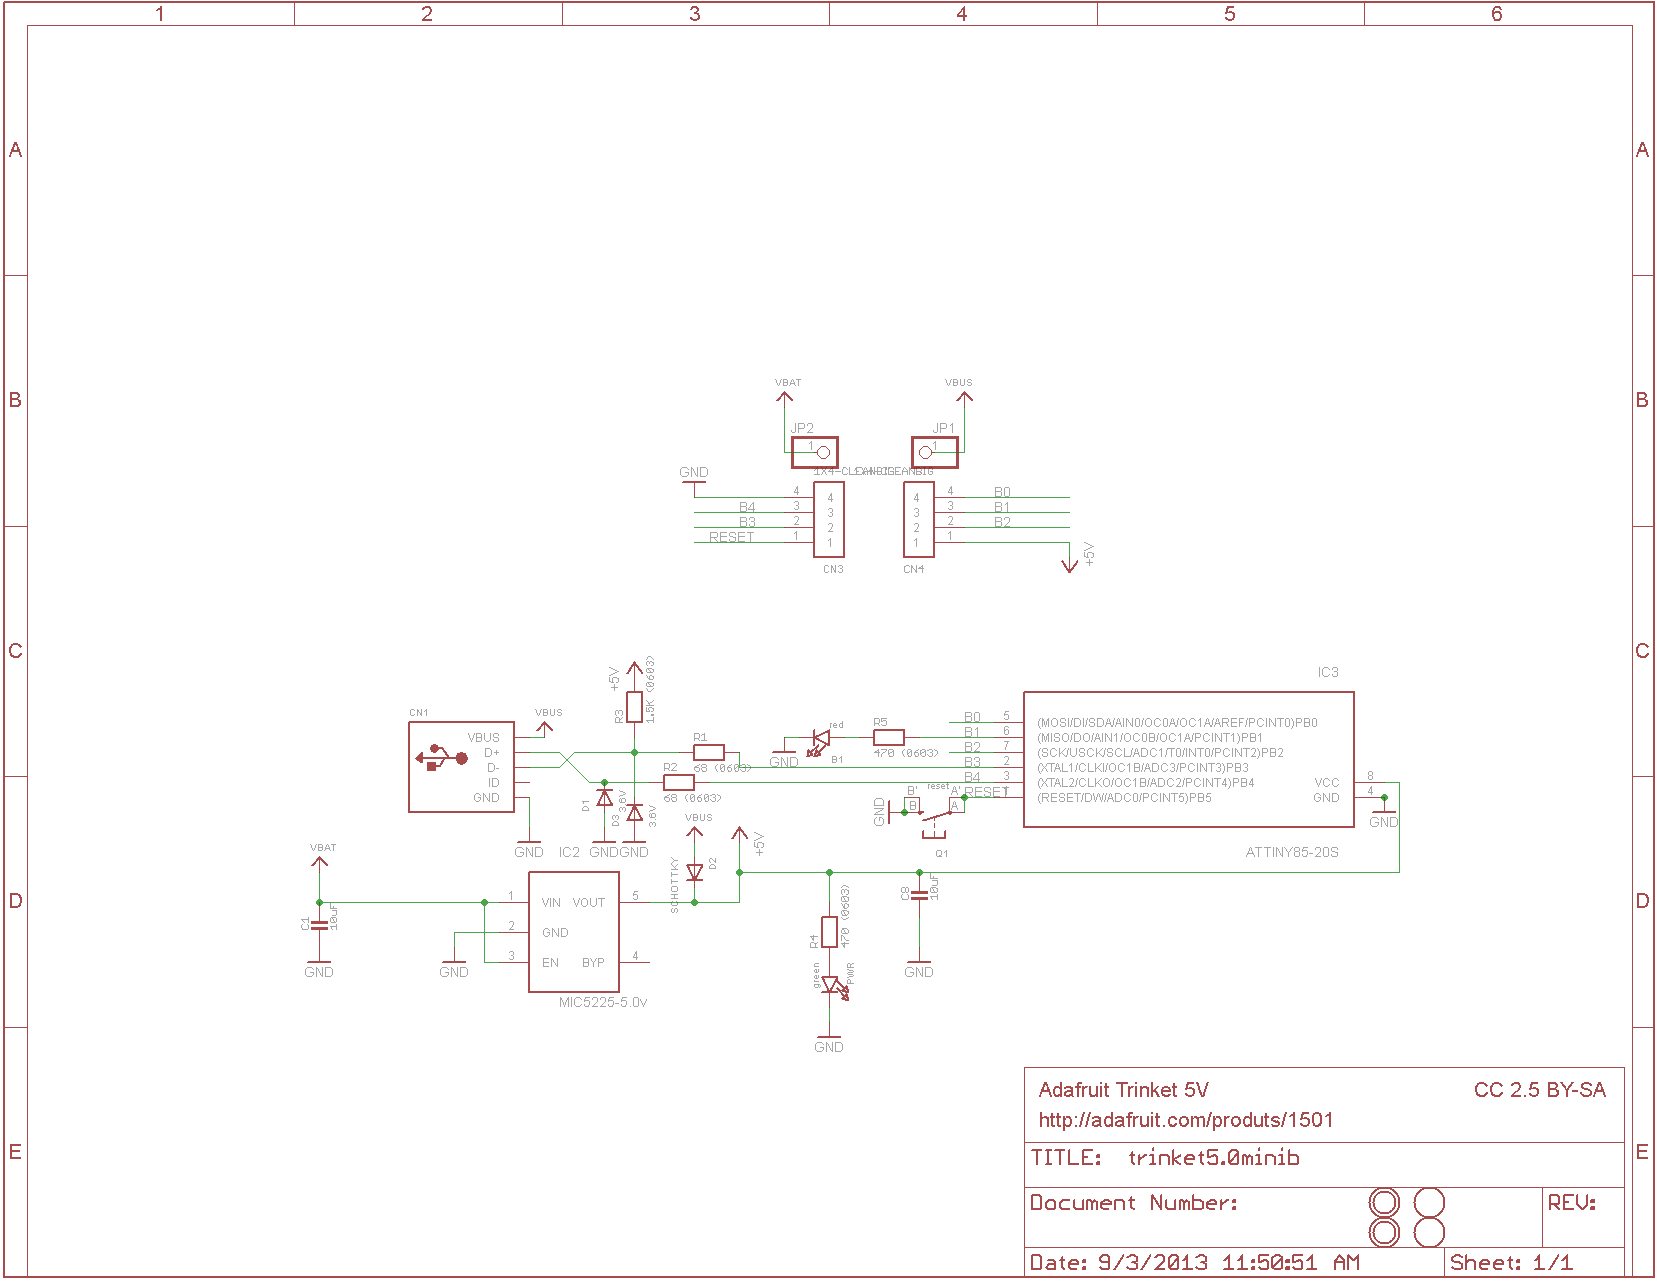 1 2 3 4 5 6
A A
B B
C C
D D
E E
VBAT VBUS
JP2 JP1
1 1
GND
4 4 4 4 B0
B4 3 3 3 3 B1
B3 2 2 2 2 B2
RESET 1 1 1 1
+5V
CN3 CN4
+5V
R3
1.5K (0603)
CN1
VBUS
VBUS
D+
D-
ID
GND
GND
R1
68 (0603)
R2
68 (0603)
D1
3.6V
D3
3.6V
GND GND
red
B1
GND
R5
470 (0603)
IC3
B0 5 (MOSI/DI/SDA/AIN0/OC0A/OC1A/AREF/PCINT0)PB0
B1 6 (MISO/DO/AIN1/OC0B/OC1A/PCINT1)PB1
B2 7 (SCK/USCK/SCL/ADC1/T0/INT0/PCINT2)PB2
B3 2 (XTAL1/CLKI/OC1B/ADC3/PCINT3)PB3
B4 3 (XTAL2/CLKO/OC1B/ADC2/PCINT4)PB4
RESET 1 (RESET/DW/ADC0/PCINT5)PB5
VCC 8
GND 4
GND
ATTINY85-20S
reset
B' A'
B A
GND
Q1
VBAT
C1
10uF
GND
IC2
1 VIN VOUT 5
2 GND
3 EN BYP 4
GND
MIC5225-5.0v
VBUS
SCHOTTKY
D2
+5V
R4
470 (0603)
green
PWR
GND
C8
10uF
GND
Adafruit Trinket 5V CC 2.5 BY-SA
http://adafruit.com/produts/1501
TITLE: trinket5.0minib
Document Number: REV:
Date: 9/3/2013 11:50:51 AM Sheet: 1/1